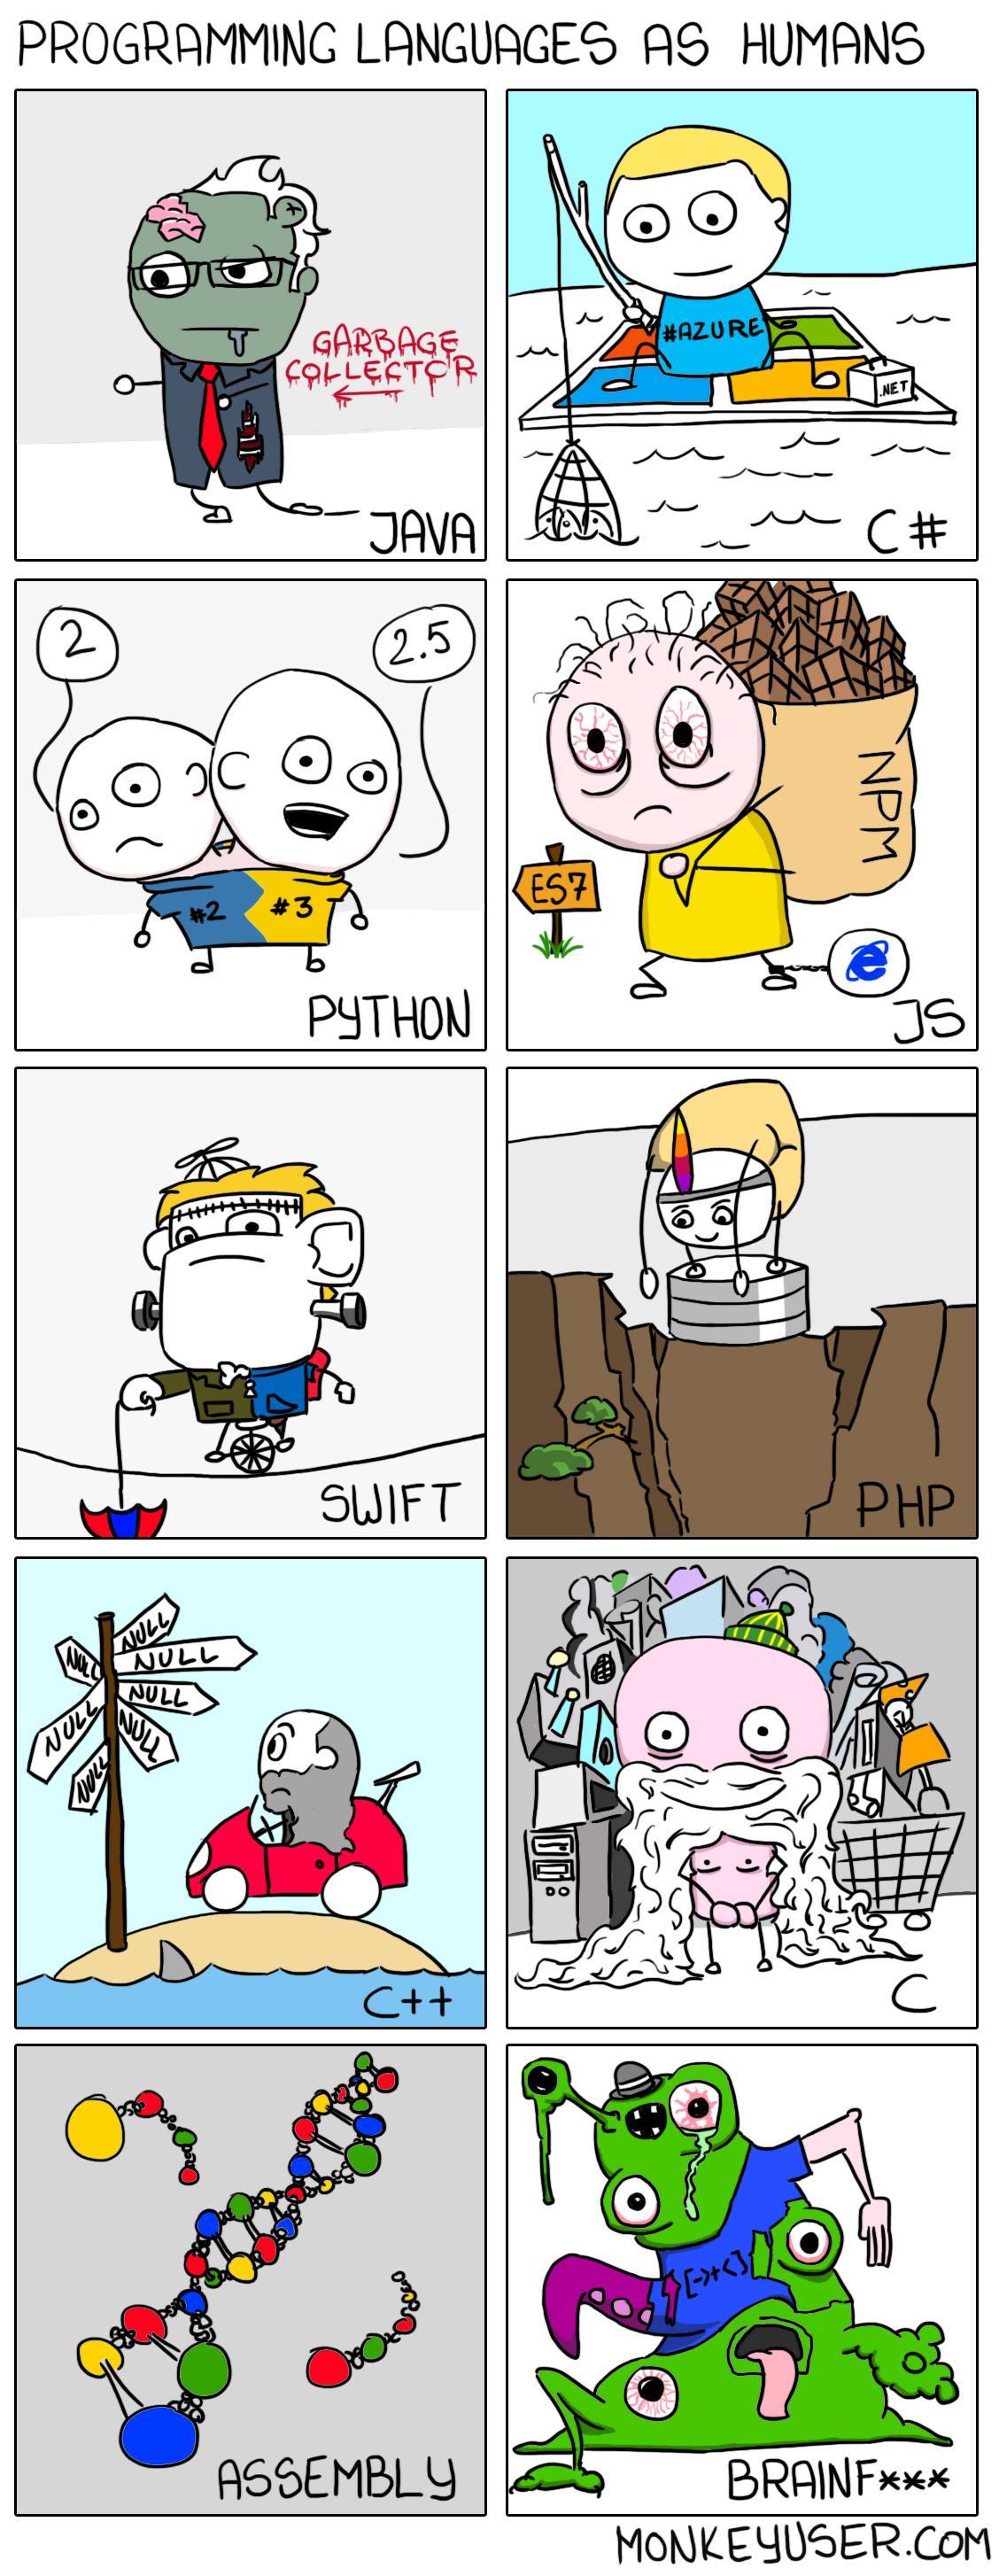 PROGRAMMING LANGUAGES AS HUMANS
GARBAGE
COLLECTOR
JAVA
#AZURE
.NET
C#
2
2.5
#2
#3
PYTHON
NPM
ES7
JS
SWIFT
PHP
NULL
NULL
NULL
NULL
NULL
NULL
NULL
C++
C
ASSEMBLY
[->+<]
BRAINF***
MONKEYUSER.COM